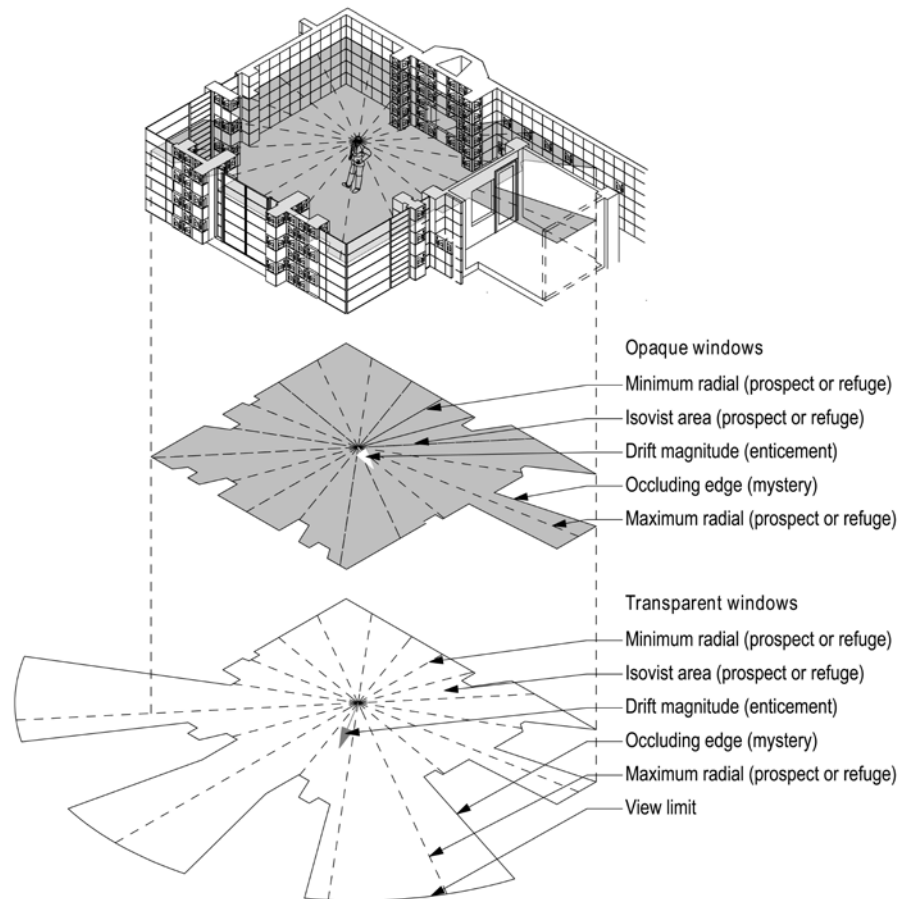 Opaque windows
Minimum radial (prospect or refuge)
Isovist area (prospect or refuge)
Drift magnitude (enticement)
Occluding edge (mystery)
Maximum radial (prospect or refuge)
Transparent windows
Minimum radial (prospect or refuge)
Isovist area (prospect or refuge)
Drift magnitude (enticement)
Occluding edge (mystery)
Maximum radial (prospect or refuge)
View limit